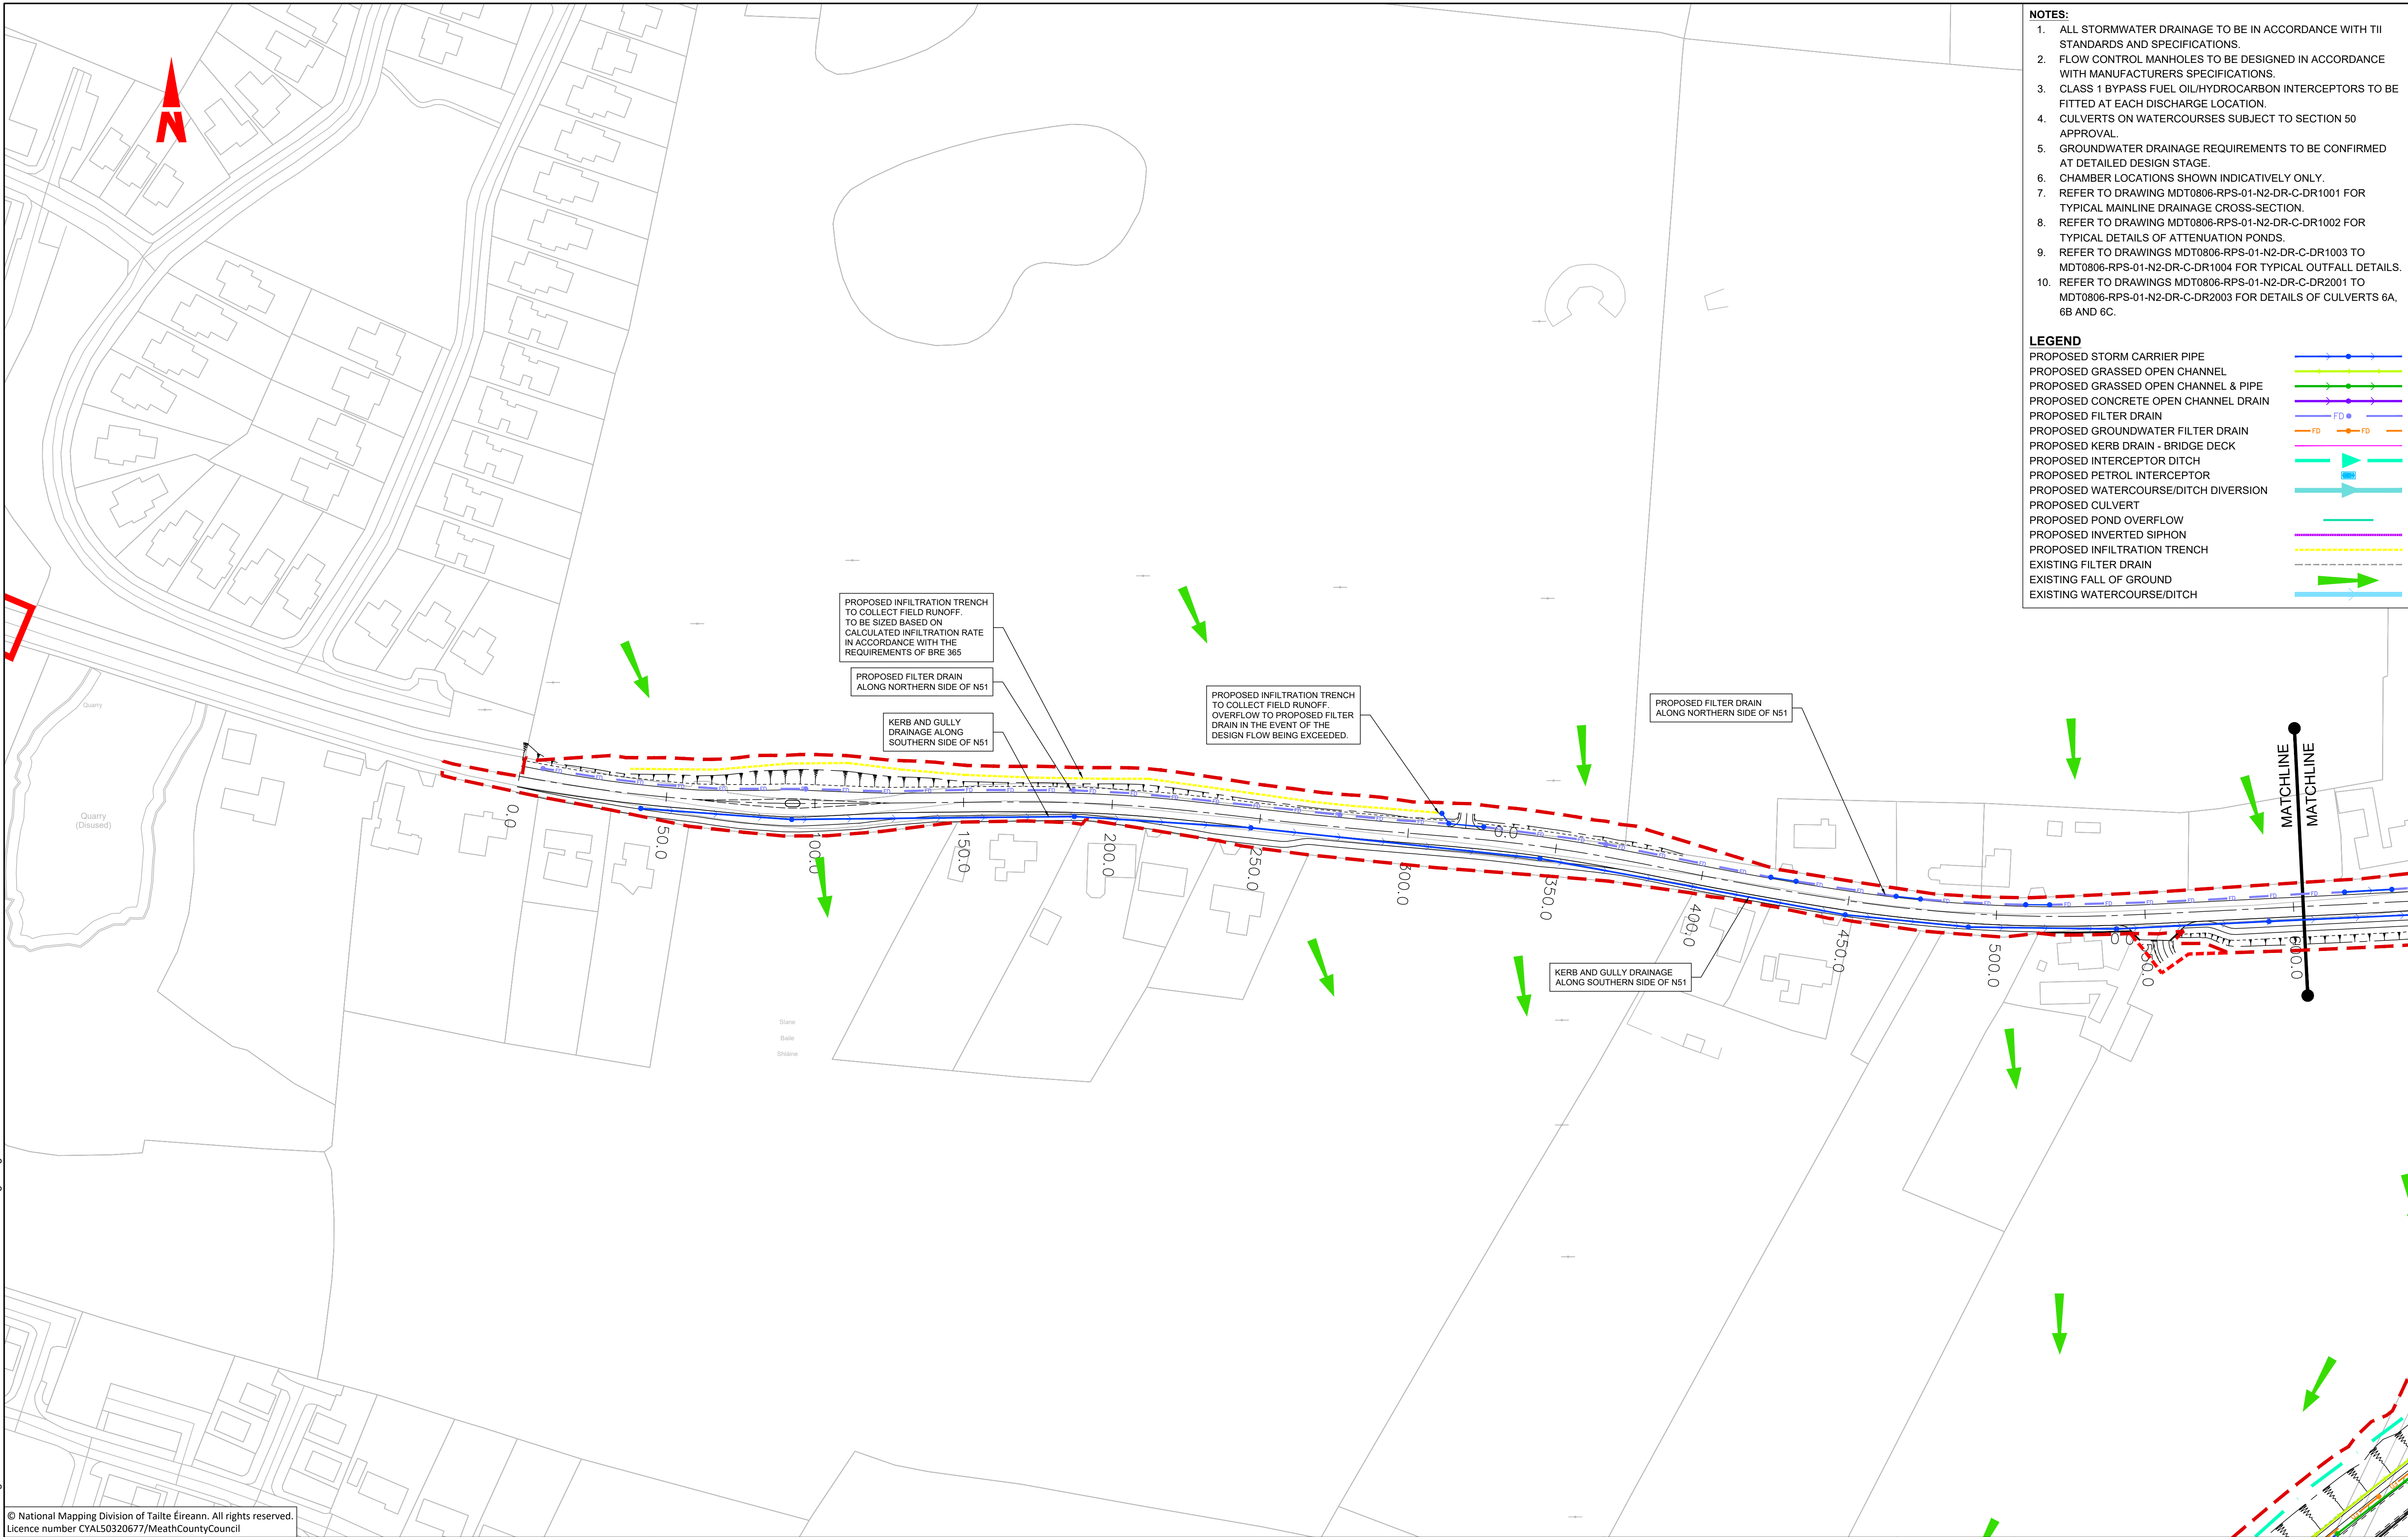 NOTES:
1. ALL STORMWATER DRAINAGE TO BE IN ACCORDANCE WITH TII
STANDARDS AND SPECIFICATIONS.
2. FLOW CONTROL MANHOLES TO BE DESIGNED IN ACCORDANCE
WITH MANUFACTURERS SPECIFICATIONS.
3. CLASS 1 BYPASS FUEL OIL/HYDROCARBON INTERCEPTORS TO BE
FITTED AT EACH DISCHARGE LOCATION.
4. CULVERTS ON WATERCOURSES SUBJECT TO SECTION 50
APPROVAL.
5. GROUNDWATER DRAINAGE REQUIREMENTS TO BE CONFIRMED
AT DETAILED DESIGN STAGE.
6. CHAMBER LOCATIONS SHOWN INDICATIVELY ONLY.
7. REFER TO DRAWING MDT0806-RPS-01-N2-DR-C-DR1001 FOR
TYPICAL MAINLINE DRAINAGE CROSS-SECTION.
8. REFER TO DRAWING MDT0806-RPS-01-N2-DR-C-DR1002 FOR
TYPICAL DETAILS OF ATTENUATION PONDS.
9. REFER TO DRAWINGS MDT0806-RPS-01-N2-DR-C-DR1003 TO
MDT0806-RPS-01-N2-DR-C-DR1004 FOR TYPICAL OUTFALL DETAILS.
10. REFER TO DRAWINGS MDT0806-RPS-01-N2-DR-C-DR2001 TO
MDT0806-RPS-01-N2-DR-C-DR2003 FOR DETAILS OF CULVERTS 6A,
6B AND 6C.
LEGEND
PROPOSED STORM CARRIER PIPE
PROPOSED GRASSED OPEN CHANNEL
PROPOSED GRASSED OPEN CHANNEL & PIPE
PROPOSED CONCRETE OPEN CHANNEL DRAIN
PROPOSED FILTER DRAIN FD
PROPOSED GROUNDWATER FILTER DRAIN FD FD
PROPOSED KERB DRAIN - BRIDGE DECK
PROPOSED INTERCEPTOR DITCH
PROPOSED PETROL INTERCEPTOR
PROPOSED WATERCOURSE/DITCH DIVERSION
PROPOSED CULVERT
PROPOSED POND OVERFLOW
PROPOSED INVERTED SIPHON
PROPOSED INFILTRATION TRENCH
EXISTING FILTER DRAIN
EXISTING FALL OF GROUND
EXISTING WATERCOURSE/DITCH
N
PROPOSED INFILTRATION TRENCH
TO COLLECT FIELD RUNOFF.
TO BE SIZED BASED ON
CALCULATED INFILTRATION RATE
IN ACCORDANCE WITH THE
REQUIREMENTS OF BRE 365
PROPOSED FILTER DRAIN
ALONG NORTHERN SIDE OF N51
KERB AND GULLY
DRAINAGE ALONG
SOUTHERN SIDE OF N51
PROPOSED INFILTRATION TRENCH
TO COLLECT FIELD RUNOFF.
OVERFLOW TO PROPOSED FILTER
DRAIN IN THE EVENT OF THE
DESIGN FLOW BEING EXCEEDED.
PROPOSED FILTER DRAIN
ALONG NORTHERN SIDE OF N51
MATCHLINE
MATCHLINE
Quarry
Quarry
(Disused)
0.0
50.0
100.0
150.0
200.0
250.0
300.0
350.0
400.0
450.0
500.0
550.0
600.0
0.0
KERB AND GULLY DRAINAGE
ALONG SOUTHERN SIDE OF N51
Slane
Baile
Shláine
© National Mapping Division of Tailte Éireann. All rights reserved.
Licence number CYAL50320677/MeathCountyCouncil